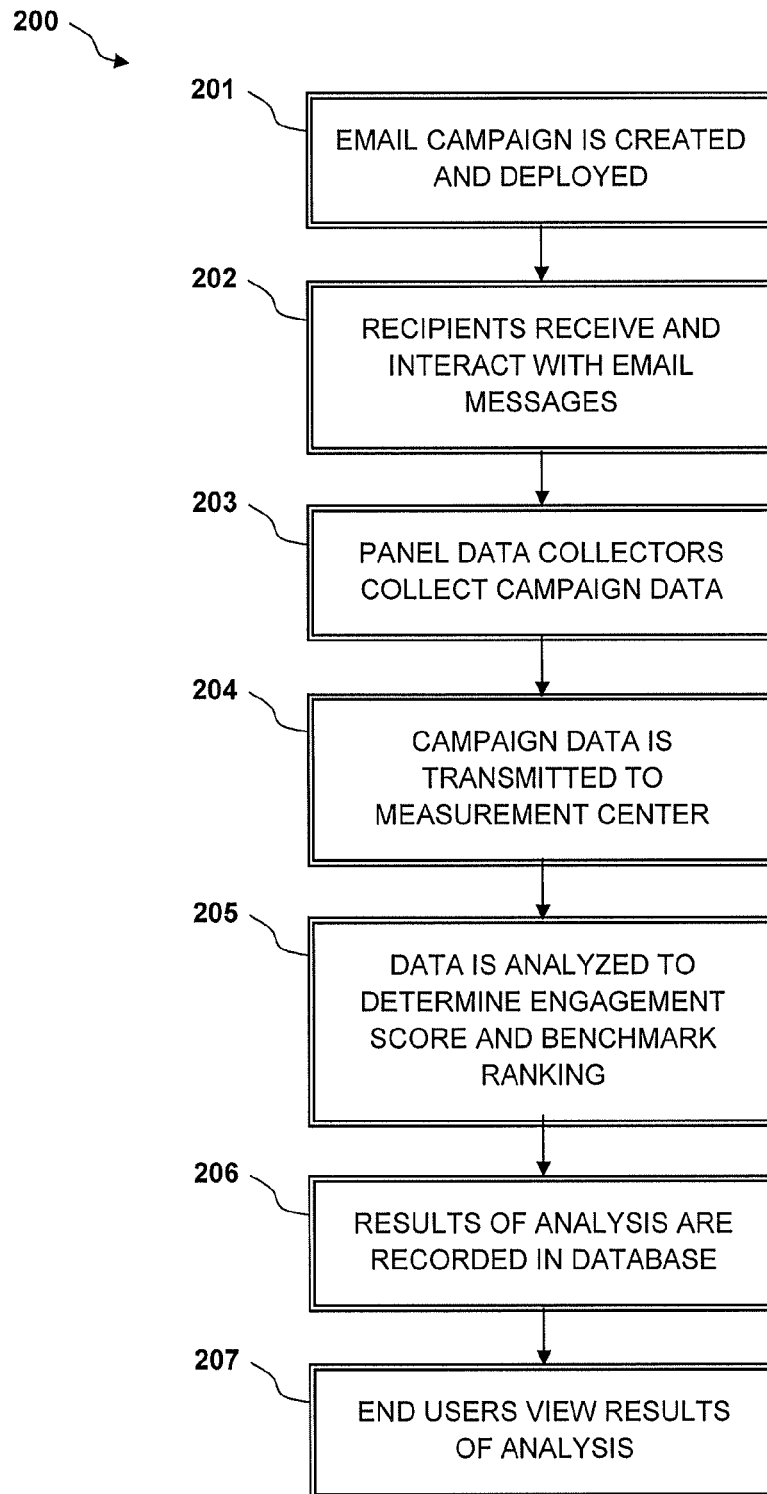 200
201
EMAIL CAMPAIGN IS CREATED
AND DEPLOYED
202
RECIPIENTS RECEIVE AND
INTERACT WITH EMAIL
MESSAGES
203
PANEL DATA COLLECTORS
COLLECT CAMPAIGN DATA
204
CAMPAIGN DATA IS
TRANSMITTED TO
MEASUREMENT CENTER
205
DATA IS ANALYZED TO
DETERMINE ENGAGEMENT
SCORE AND BENCHMARK
RANKING
206
RESULTS OF ANALYSIS ARE
RECORDED IN DATABASE
207
END USERS VIEW RESULTS
OF ANALYSIS